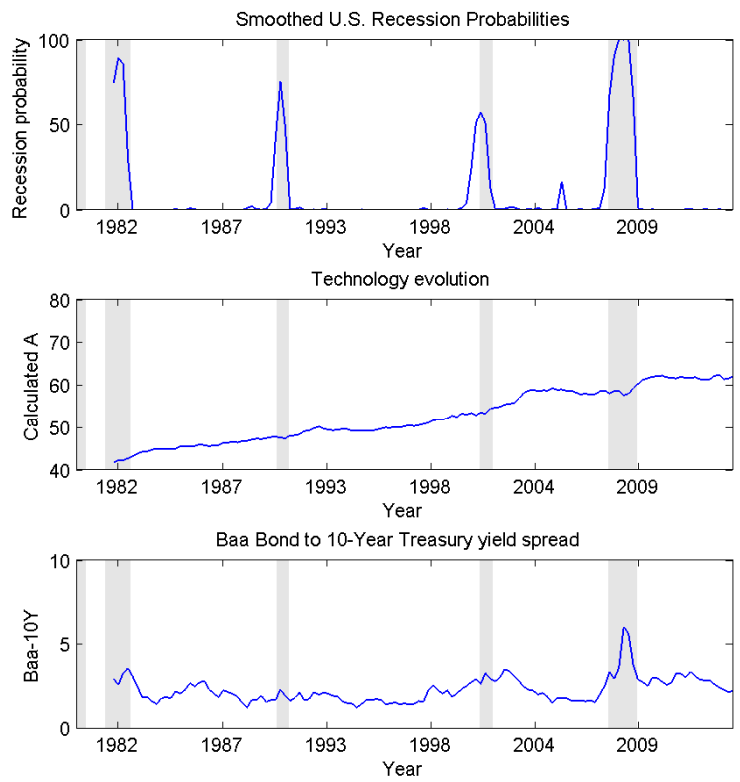 Smoothed U.S. Recession Probabilities
100
50
0
Recession probability
1982 1987 1993 1998 2004 2009
Year
Technology evolution
80
70
60
50
40
Calculated A
1982 1987 1993 1998 2004 2009
Year
Baa Bond to 10-Year Treasury yield spread
10
5
0
Baa-10Y
1982 1987 1993 1998 2004 2009
Year